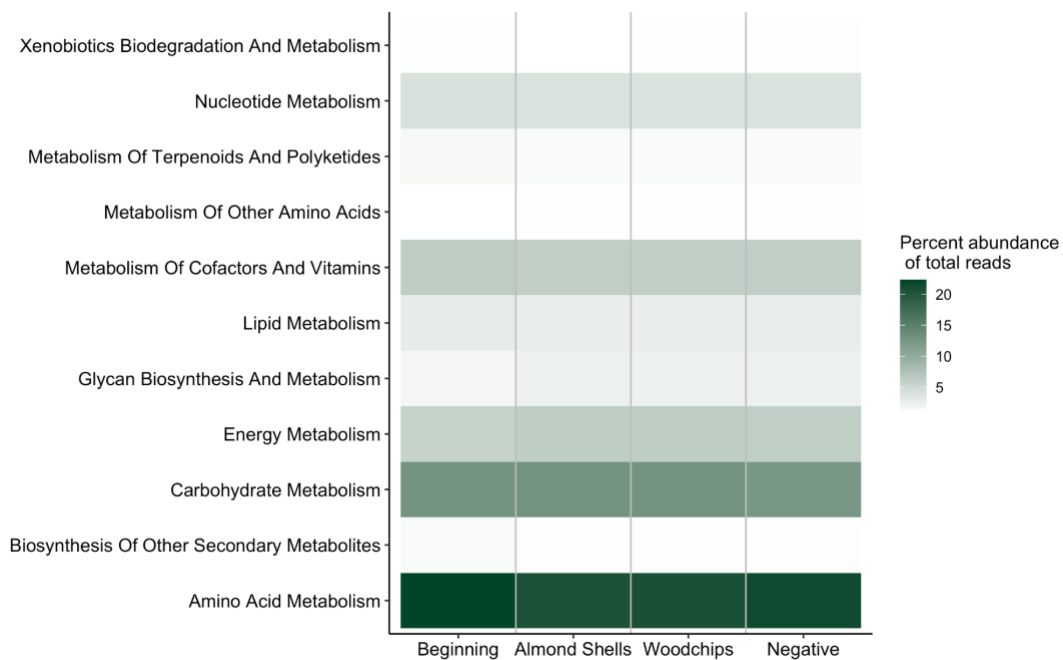 Xenobiotics Biodegradation And Metabolism
Nucleotide Metabolism
Metabolism Of Terpenoids And Polyketides
Metabolism Of Other Amino Acids
Metabolism Of Cofactors And Vitamins
Lipid Metabolism
Glycan Biosynthesis And Metabolism
Energy Metabolism
Carbohydrate Metabolism
Biosynthesis Of Other Secondary Metabolites
Amino Acid Metabolism
Beginning Almond Shells Woodchips Negative
Percent abundance
of total reads
20
15
10
5